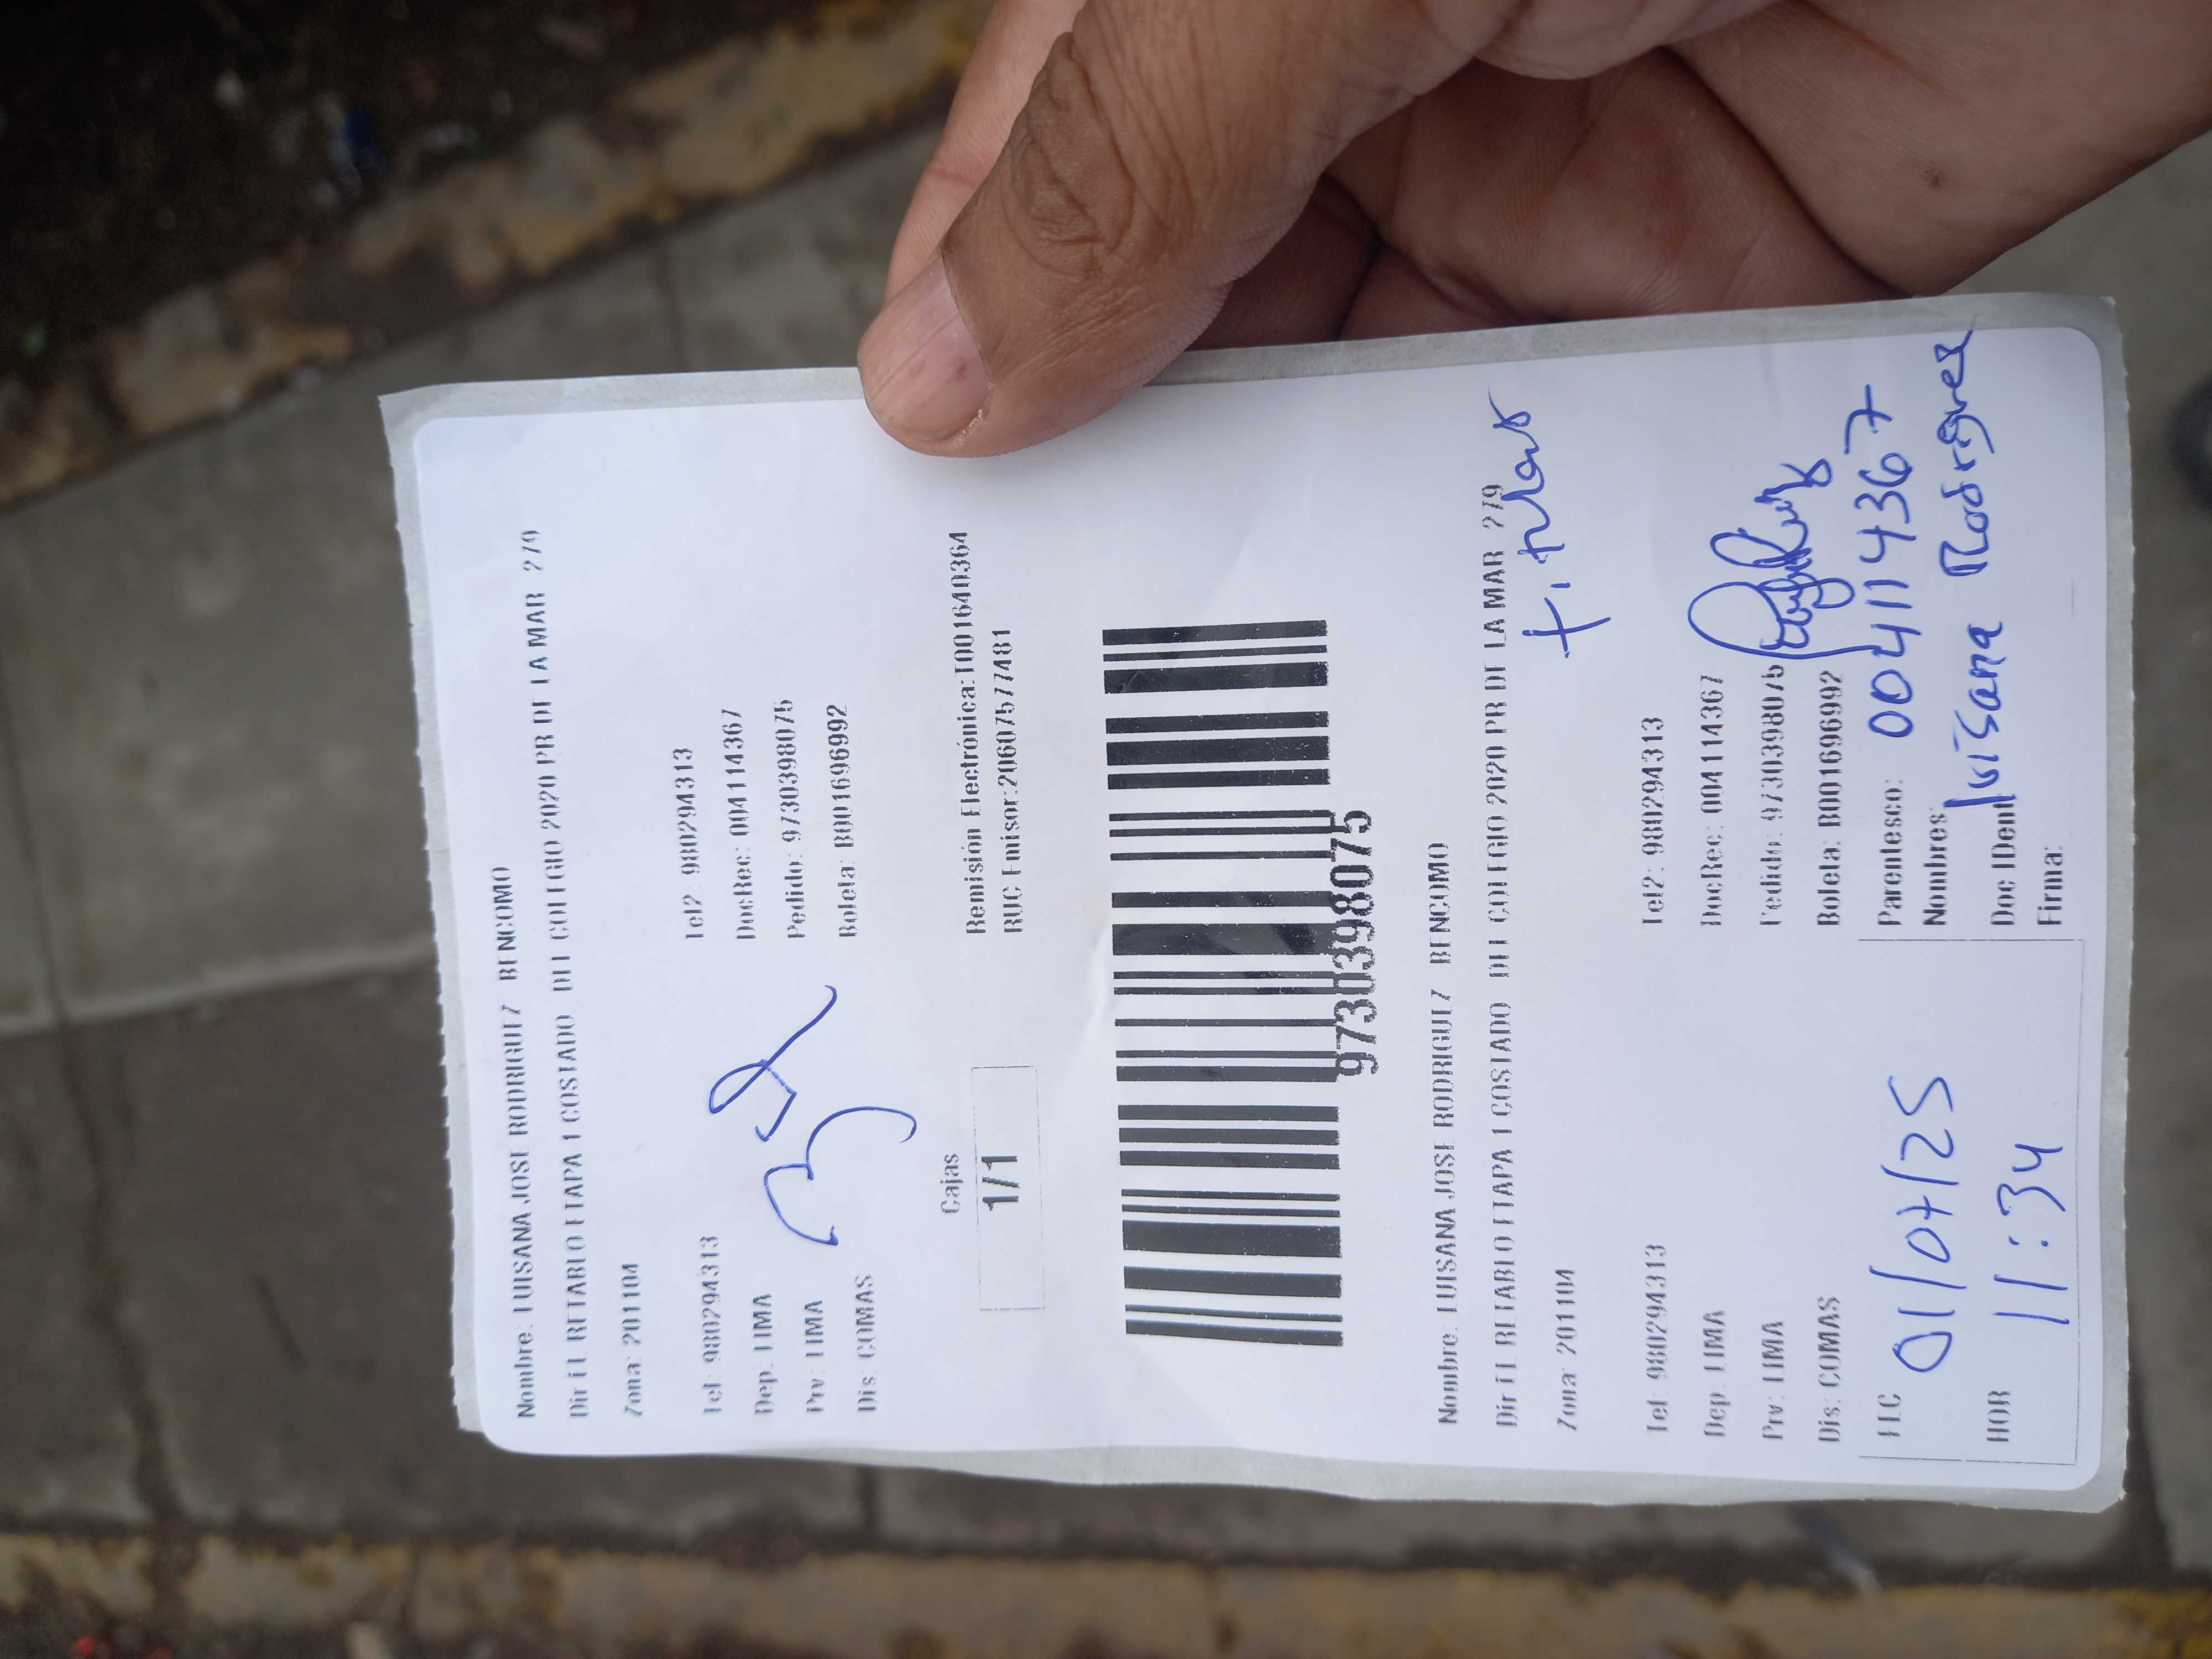 Nombre: LUISANA JOSE RODRIGUEZ BENCOMO
Dir EL RETABLO ETAPA 1 COSTADO DEL COLEGIO 2020 PR DE LA MAR 279
Zona: 201104
Tel: 980294313 Tel2: 980294313
Dep. LIMA DocRec: 004114367
Prv: LIMA Pedido: 9730398075
Dis: COMAS Boleta: B001696992
Cajas
1/1
Remisión Electrónica: T001640364
RUC Emisor: 20607577481
9730398075
Nombre: LUISANA JOSE RODRIGUEZ BENCOMO
Dir EL RETABLO ETAPA 1 COSTADO DEL COLEGIO 2020 PR DE LA MAR 279
Zona: 201104
titular
Tel: 980294313 Tel2: 980294313
Dep. LIMA DocRec: 004114367
Prv: LIMA Pedido: 9730398075
Dis: COMAS Boleta: B001696992
FEC 01/07/25 Parentesco: 004114367
Nombres: luisana Rodriguez
HOR 11:34 Doc IDent
Firma: